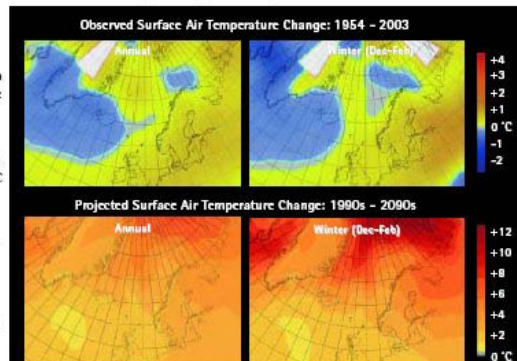 Observed Surface Air Temperature Change: 1954 - 2003
Annual
Winter (Dec-Feb)
+4
+3
+2
+1
0 °C
-1
-2
Projected Surface Air Temperature Change: 1990s - 2090s
Annual
Winter (Dec-Feb)
+12
+10
+8
+6
+4
+2
0 °C